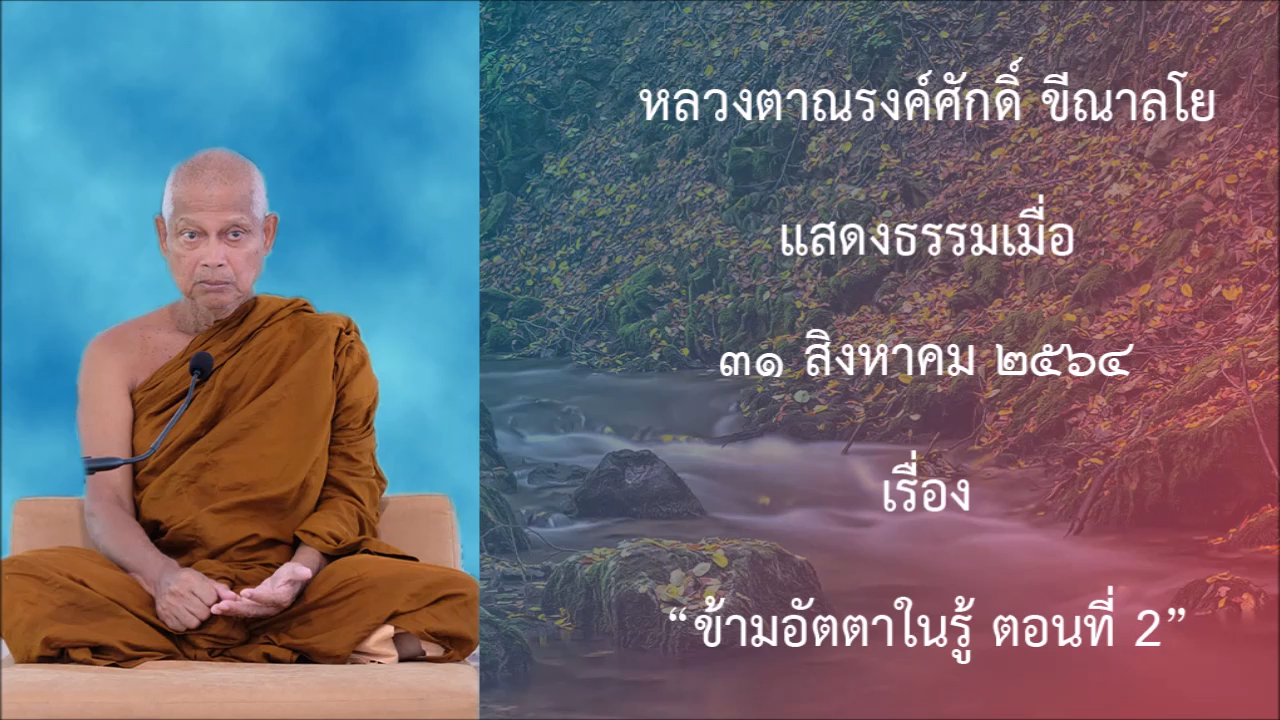 หลวงตาณรงค์ศักดิ์ ขีณาลโย
แสดงธรรมเมื่อ
๓๑ สิงหาคม ๒๕๖๔
เรื่อง
“ข้ามอัตตาในรู้ ตอนที่ 2”